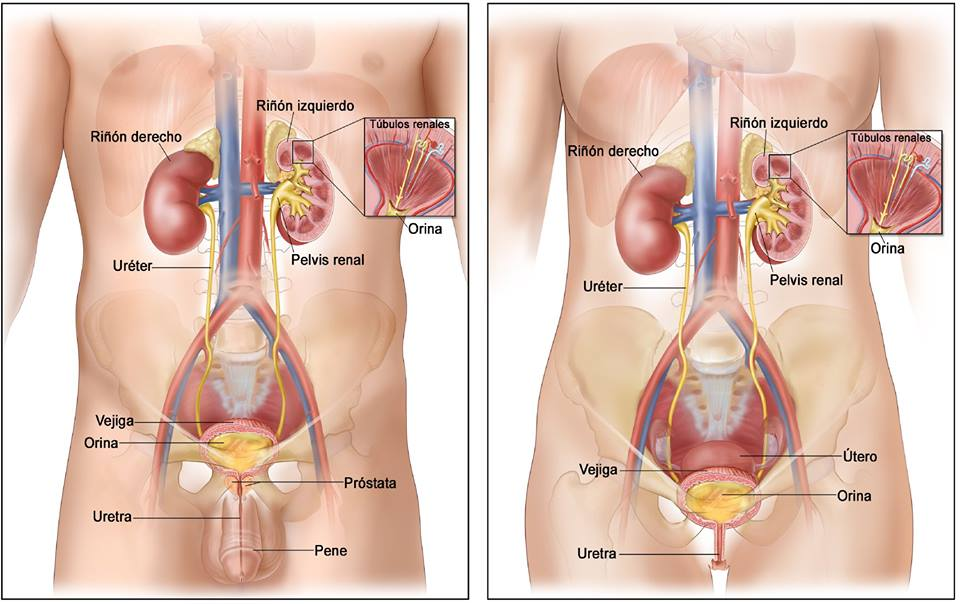 Riñón izquierdo
Riñón derecho
Túbulos renales
Orina
Pelvis renal
Uréter
Vejiga
Orina
Próstata
Uretra
Pene
Riñón izquierdo
Riñón derecho
Túbulos renales
Orina
Pelvis renal
Uréter
Útero
Vejiga
Orina
Uretra